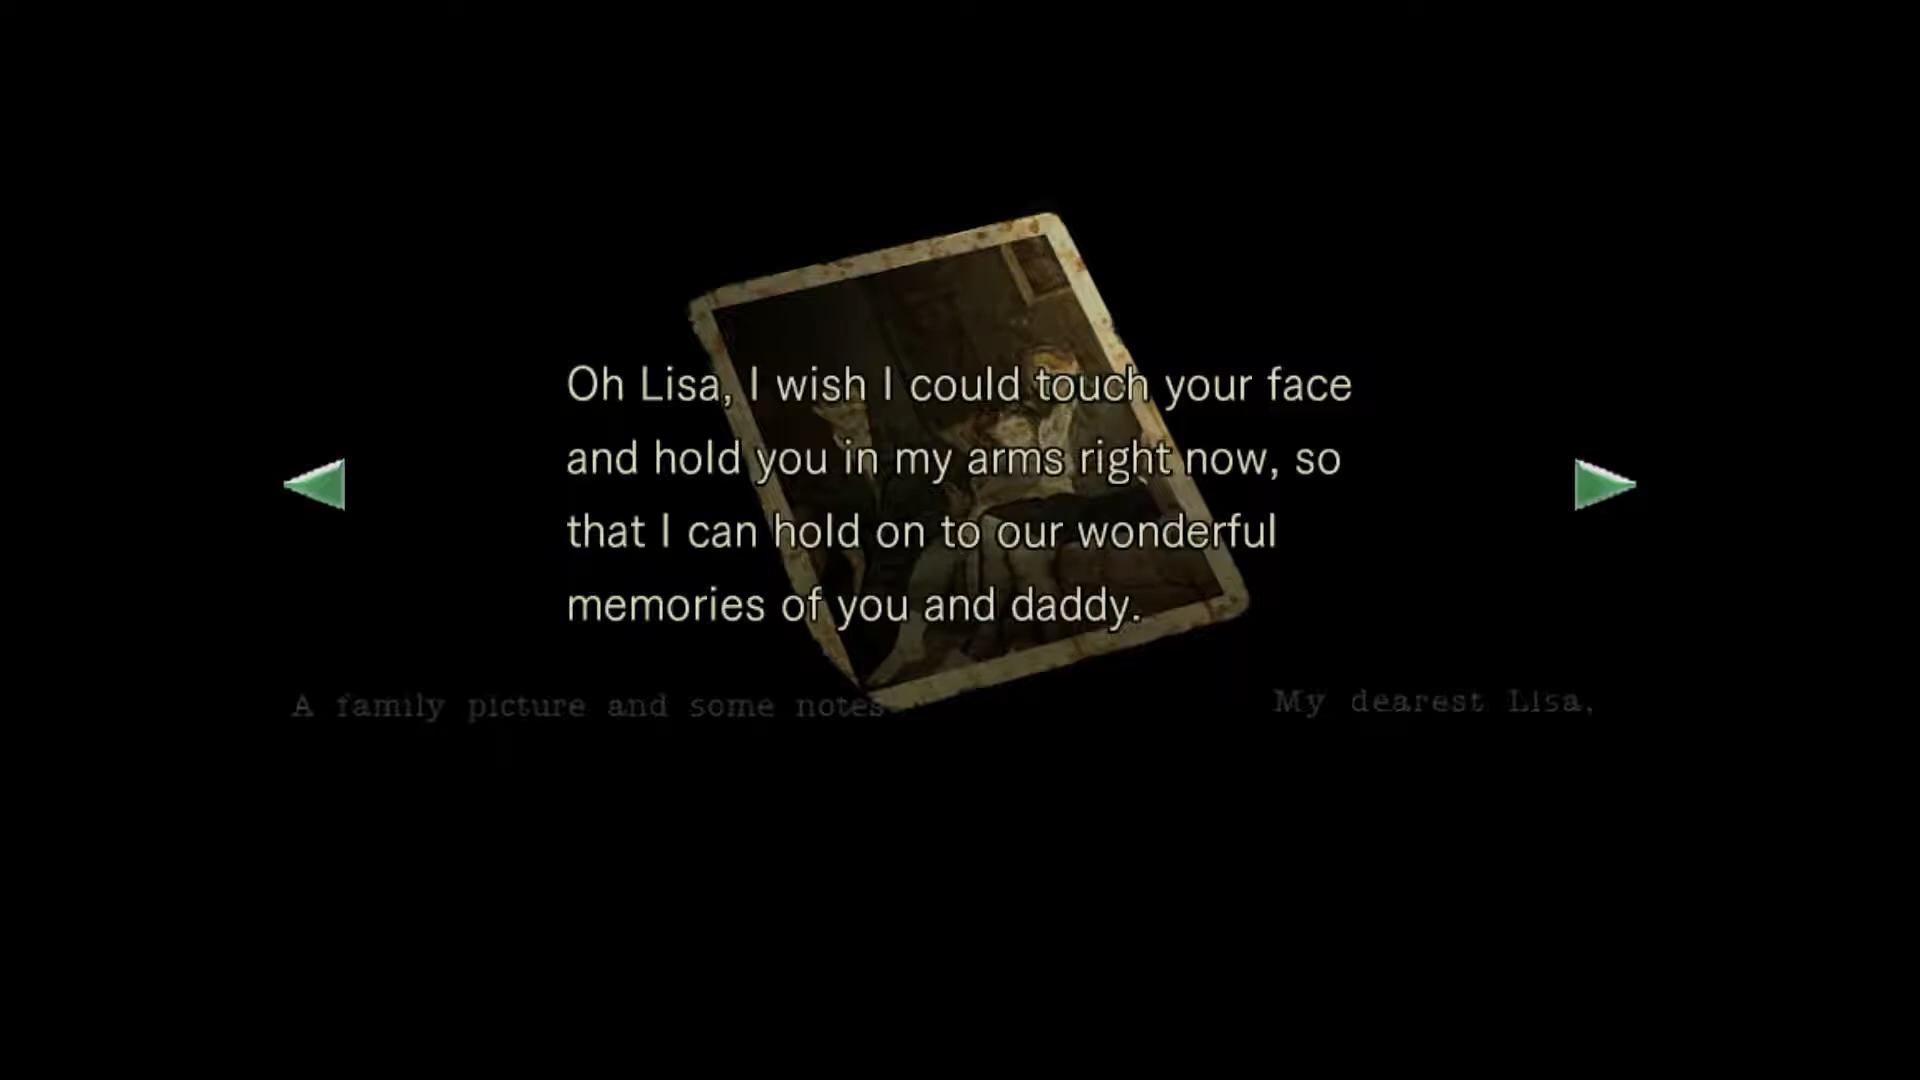 Oh Lisa, I wish I could touch your face
and hold you in my arms right now, so
that I can hold on to our wonderful
memories of you and daddy.
A family picture and some notes
My dearest Lisa,